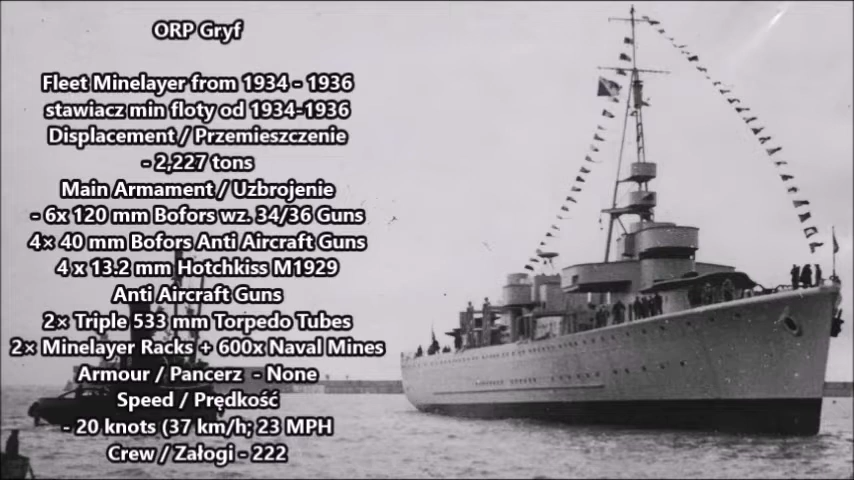 ORP Gryf
Fleet Minelayer from 1934 - 1936
stawiacz min floty od 1934-1936
Displacement / Przemieszczenie
- 2,227 tons
Main Armament / Uzbrojenie
- 6x 120 mm Bofors wz. 34/36 Guns
4× 40 mm Bofors Anti Aircraft Guns
4 x 13.2 mm Hotchkiss M1929
Anti Aircraft Guns
2× Triple 533 mm Torpedo Tubes
2× Minelayer Racks + 600x Naval Mines
Armour / Pancerz - None
Speed / Prędkość
- 20 knots (37 km/h; 23 MPH
Crew / Załogi - 222